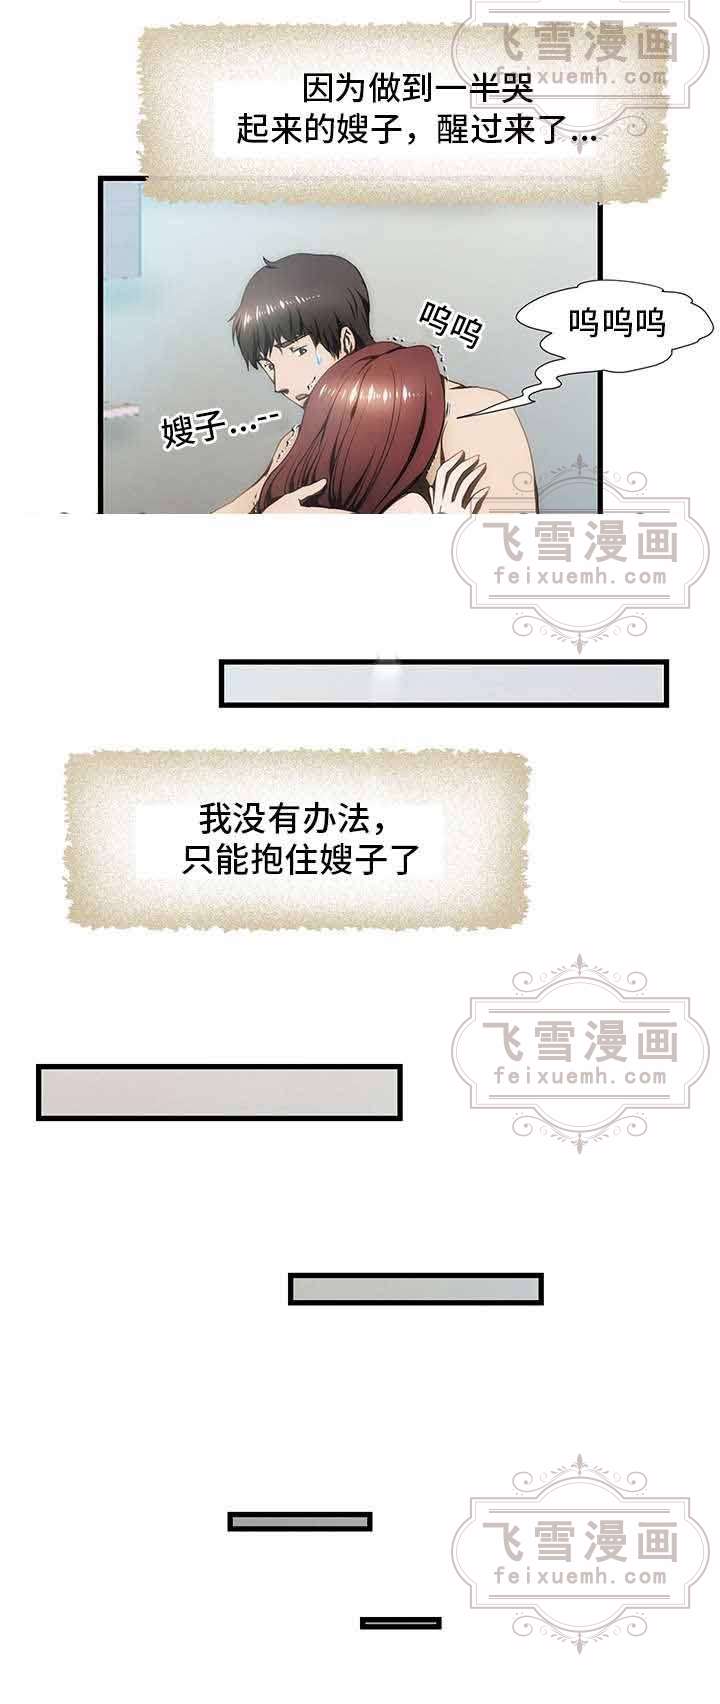 飞雪漫画
feixuemh.com
因为做到一半哭
起来的嫂子，醒过来了...
呜呜
呜呜呜
嫂子...--
飞雪漫画
feixuemh.com
我没有办法，
只能抱住嫂子了
飞雪漫画
feixuemh.com
飞雪漫画
feixuemh.com